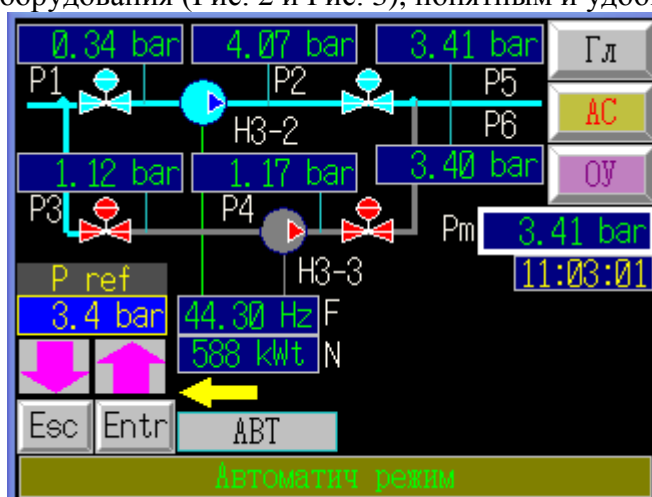 орудования (Рис. 2 и Рис. 3), понятным и удоб
0.34 bar 4.07 bar 3.41 bar Гл
P1 P2 P5
АС
НЗ-2 P6
1.12 bar 1.17 bar 3.40 bar ОУ
P3 P4 Pm 3.41 bar
НЗ-3 11:03:01
P ref
3.4 bar 44.30 Hz F
588 kWt N
Esc Entr АВТ
Автоматич режим